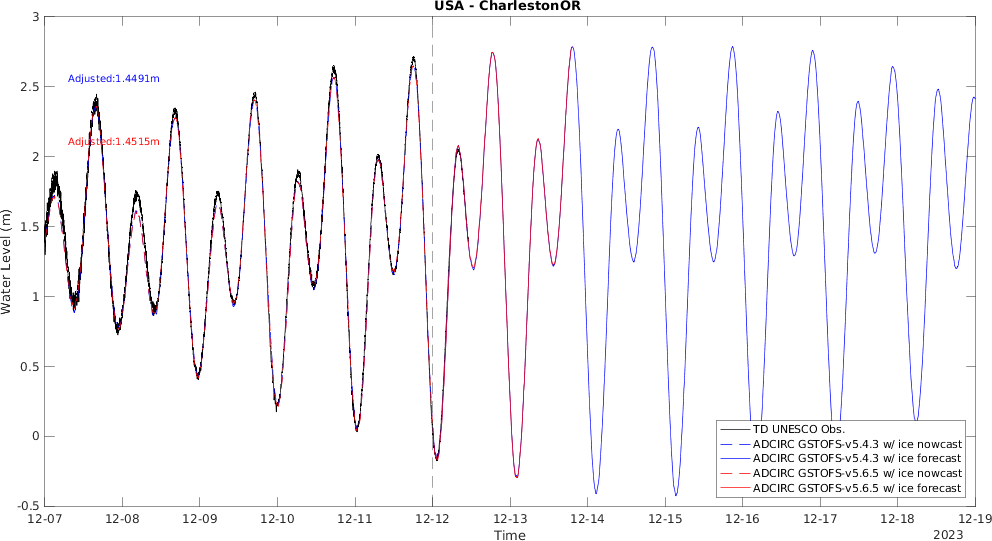 USA - CharlestonOR
3
2.5
2
1.5
1
0.5
0
-0.5
Water Level (m)
Adjusted:1.4491m
Adjusted:1.4515m
TD UNESCO Obs.
ADCIRC GSTOFS-v5.4.3 w/ ice nowcast
ADCIRC GSTOFS-v5.4.3 w/ ice forecast
ADCIRC GSTOFS-v5.6.5 w/ ice nowcast
ADCIRC GSTOFS-v5.6.5 w/ ice forecast
12-07 12-08 12-09 12-10 12-11 12-12 12-13 12-14 12-15 12-16 12-17 12-18 12-19
Time
2023